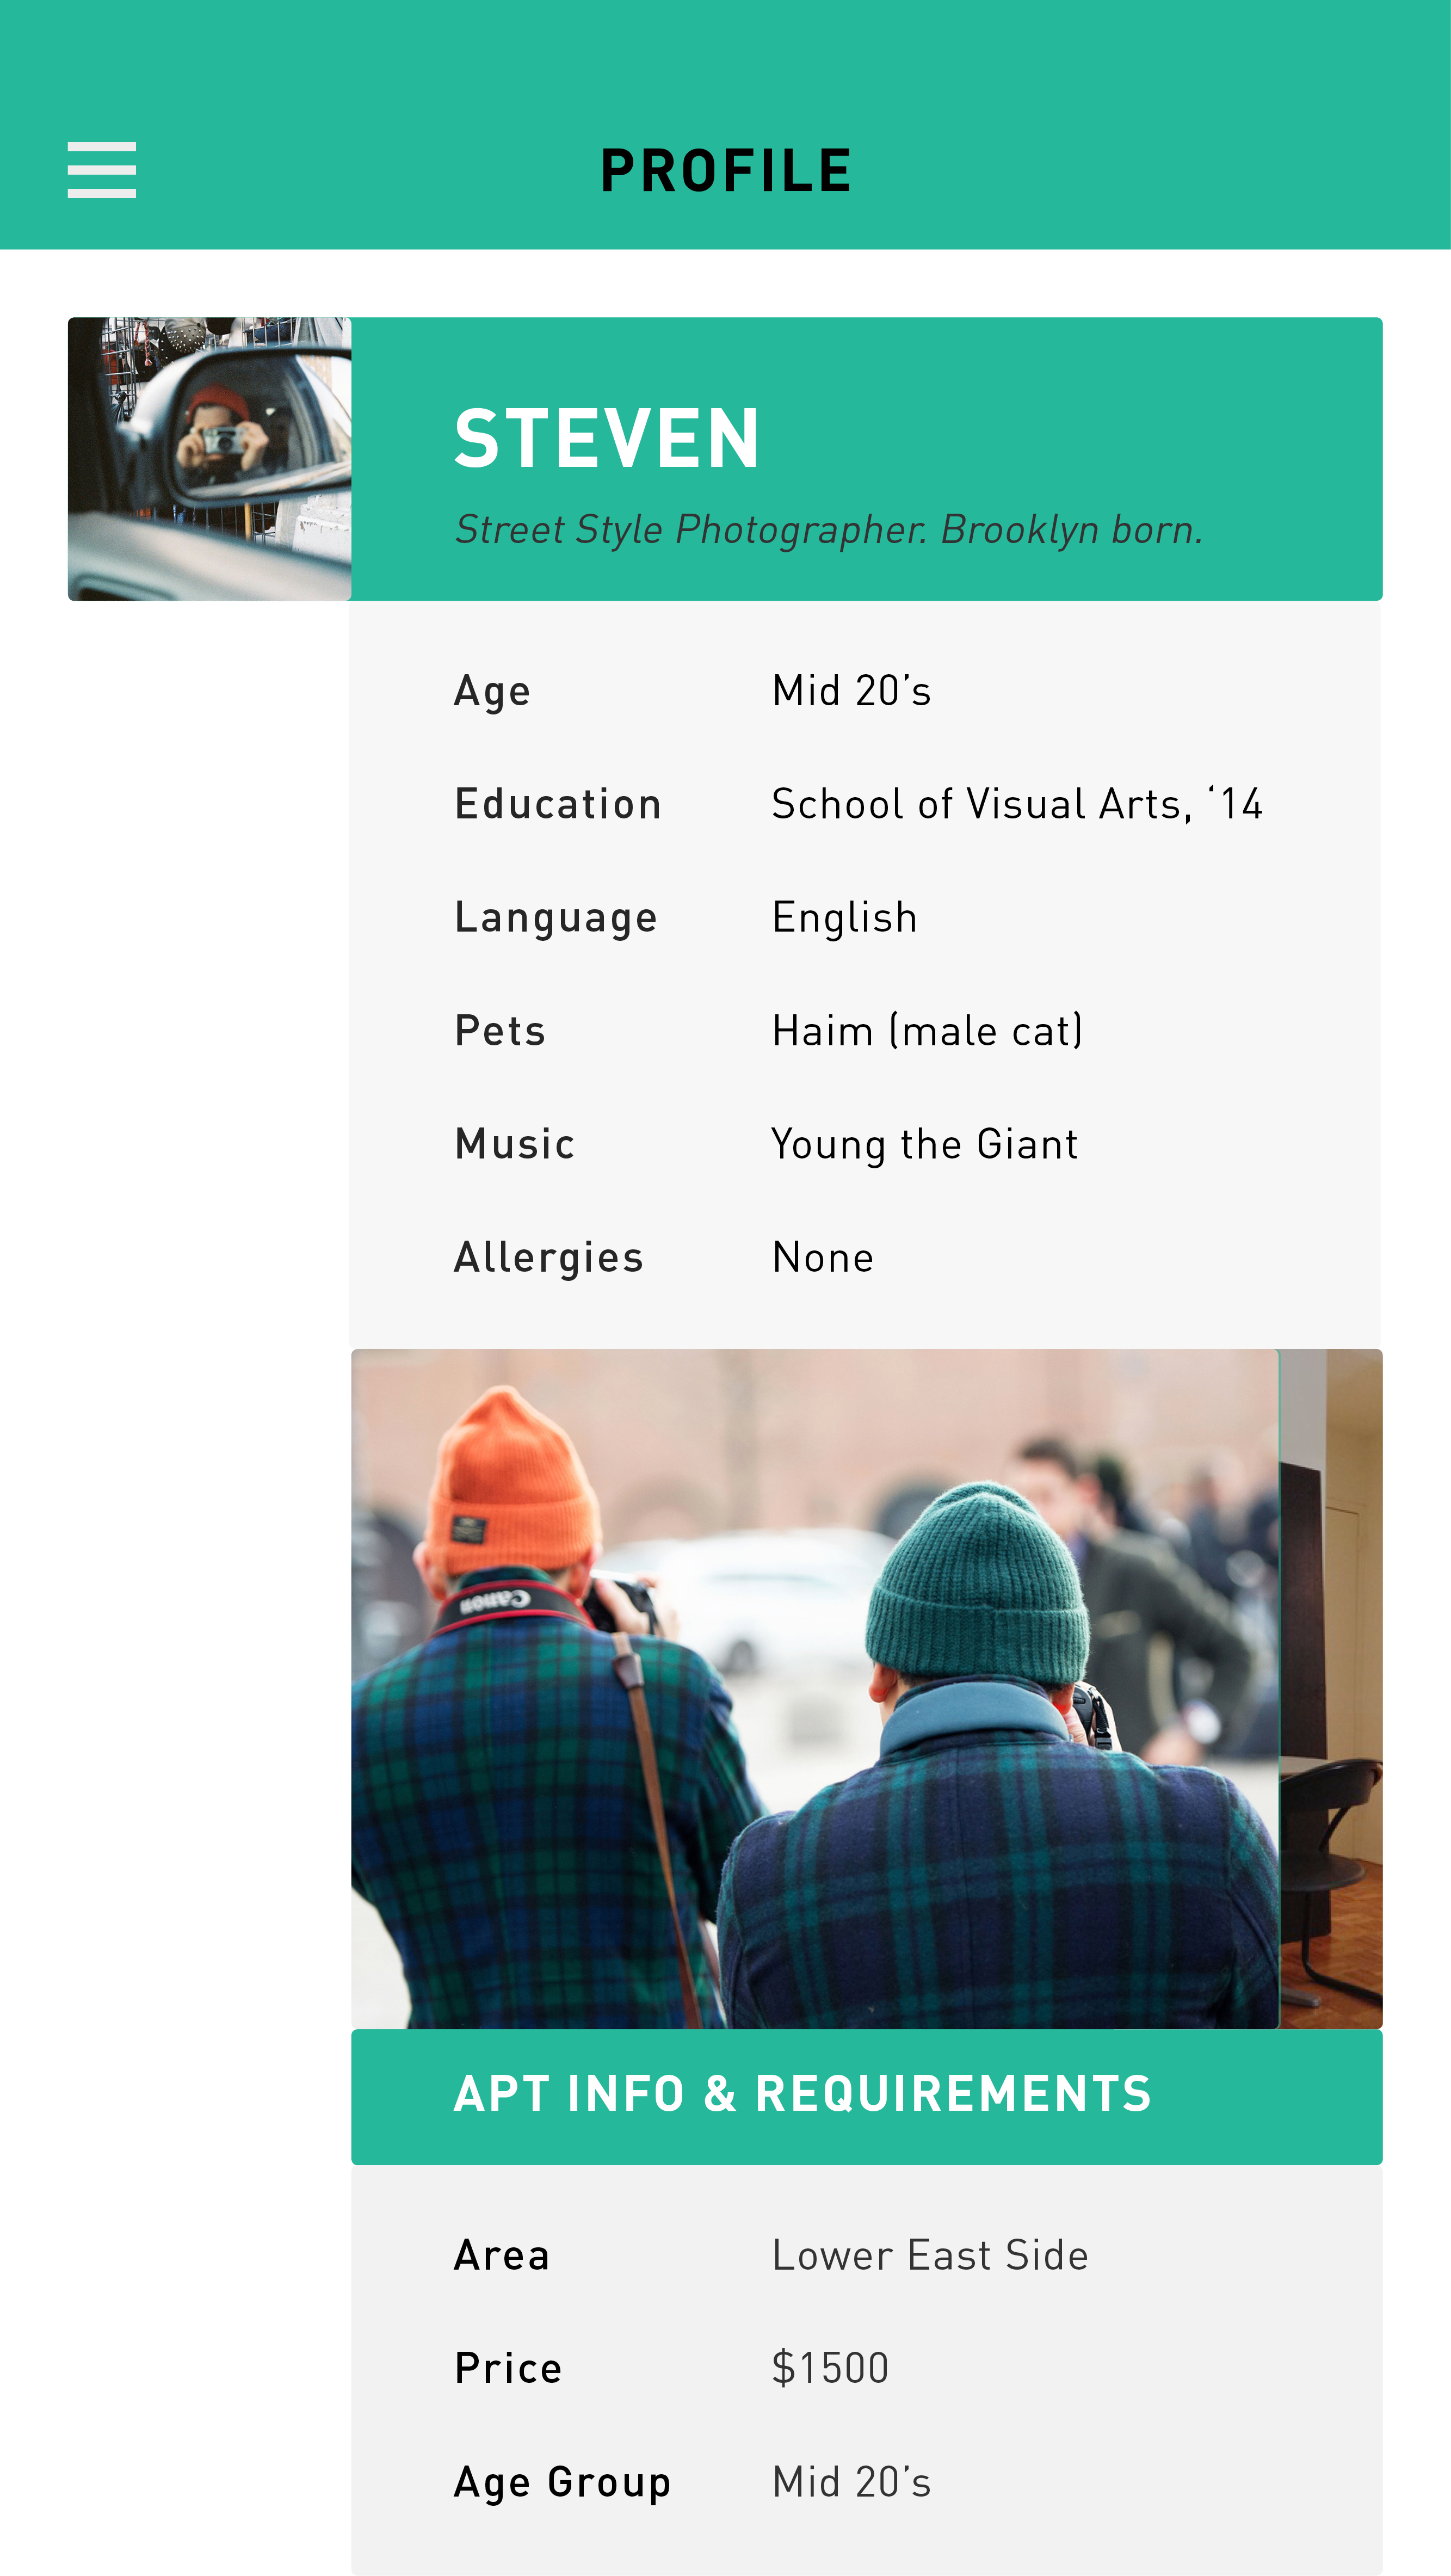 PROFILE
STEVEN
Street Style Photographer. Brooklyn born.
Age Mid 20’s
Education School of Visual Arts, ‘14
Language English
Pets Haim (male cat)
Music Young the Giant
Allergies None
Canon
APT INFO & REQUIREMENTS
Area Lower East Side
Price $1500
Age Group Mid 20’s